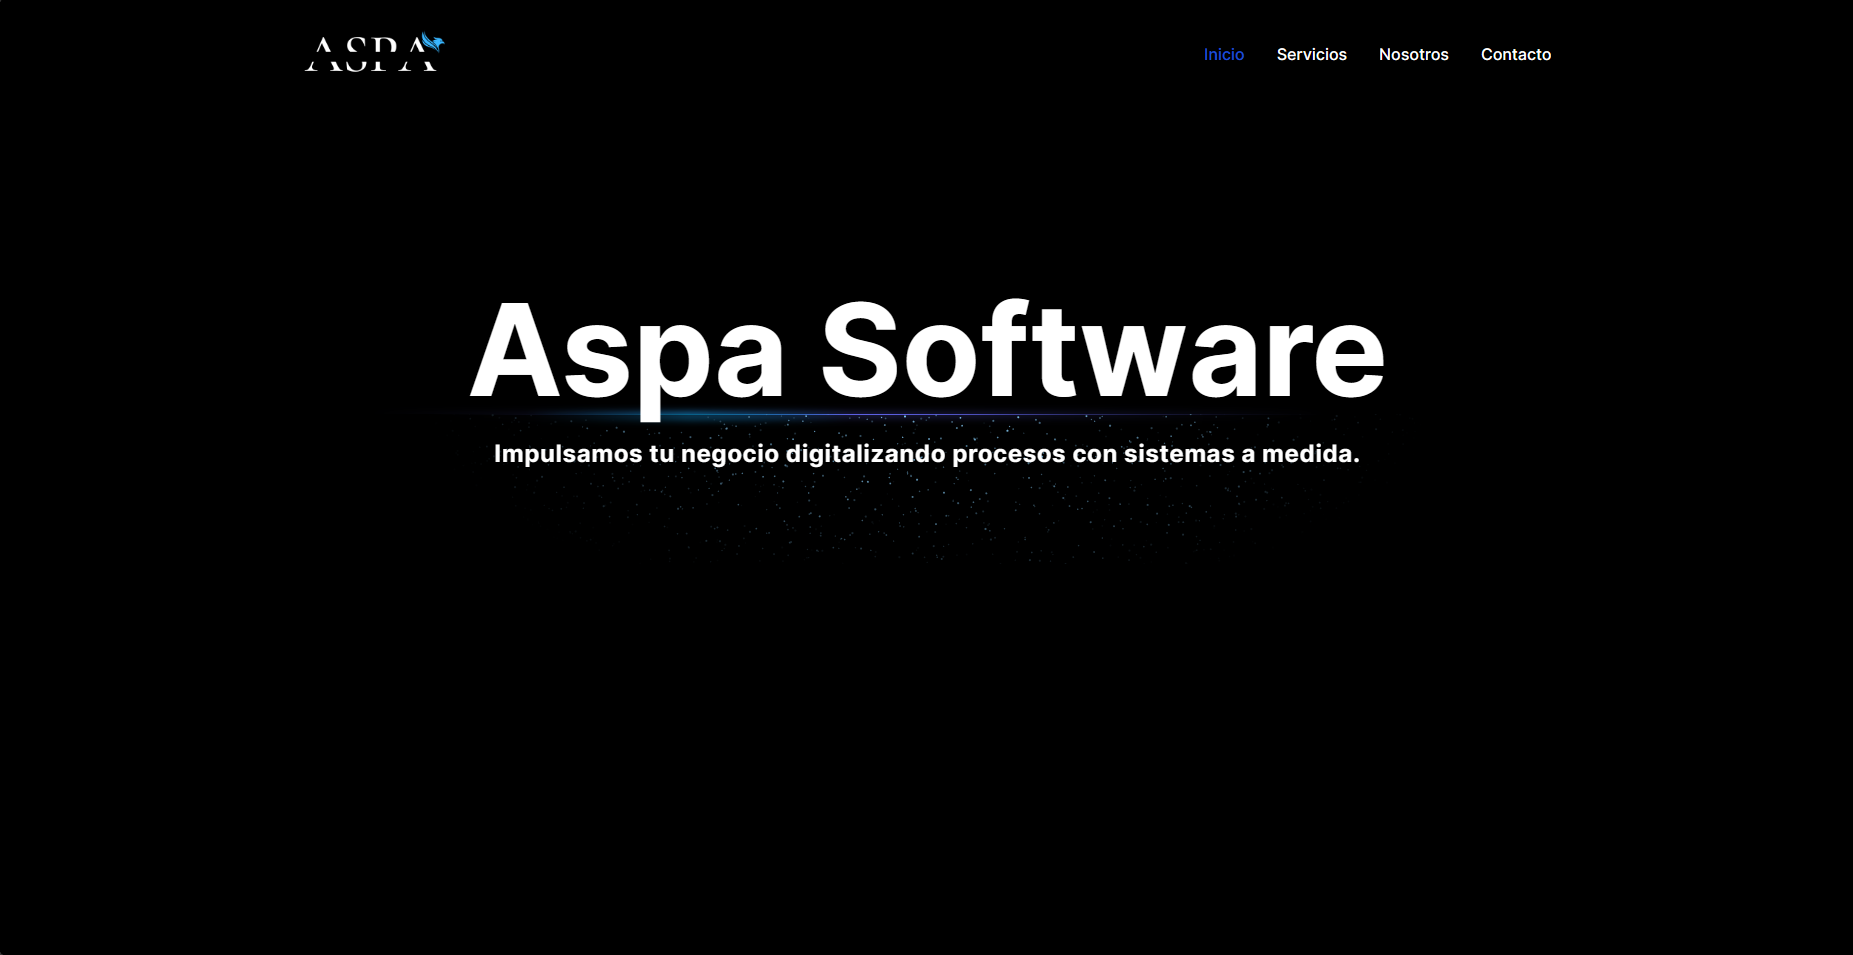 ASPA
Inicio Servicios Nosotros Contacto
Aspa Software
Impulsamos tu negocio digitalizando procesos con sistemas a medida.